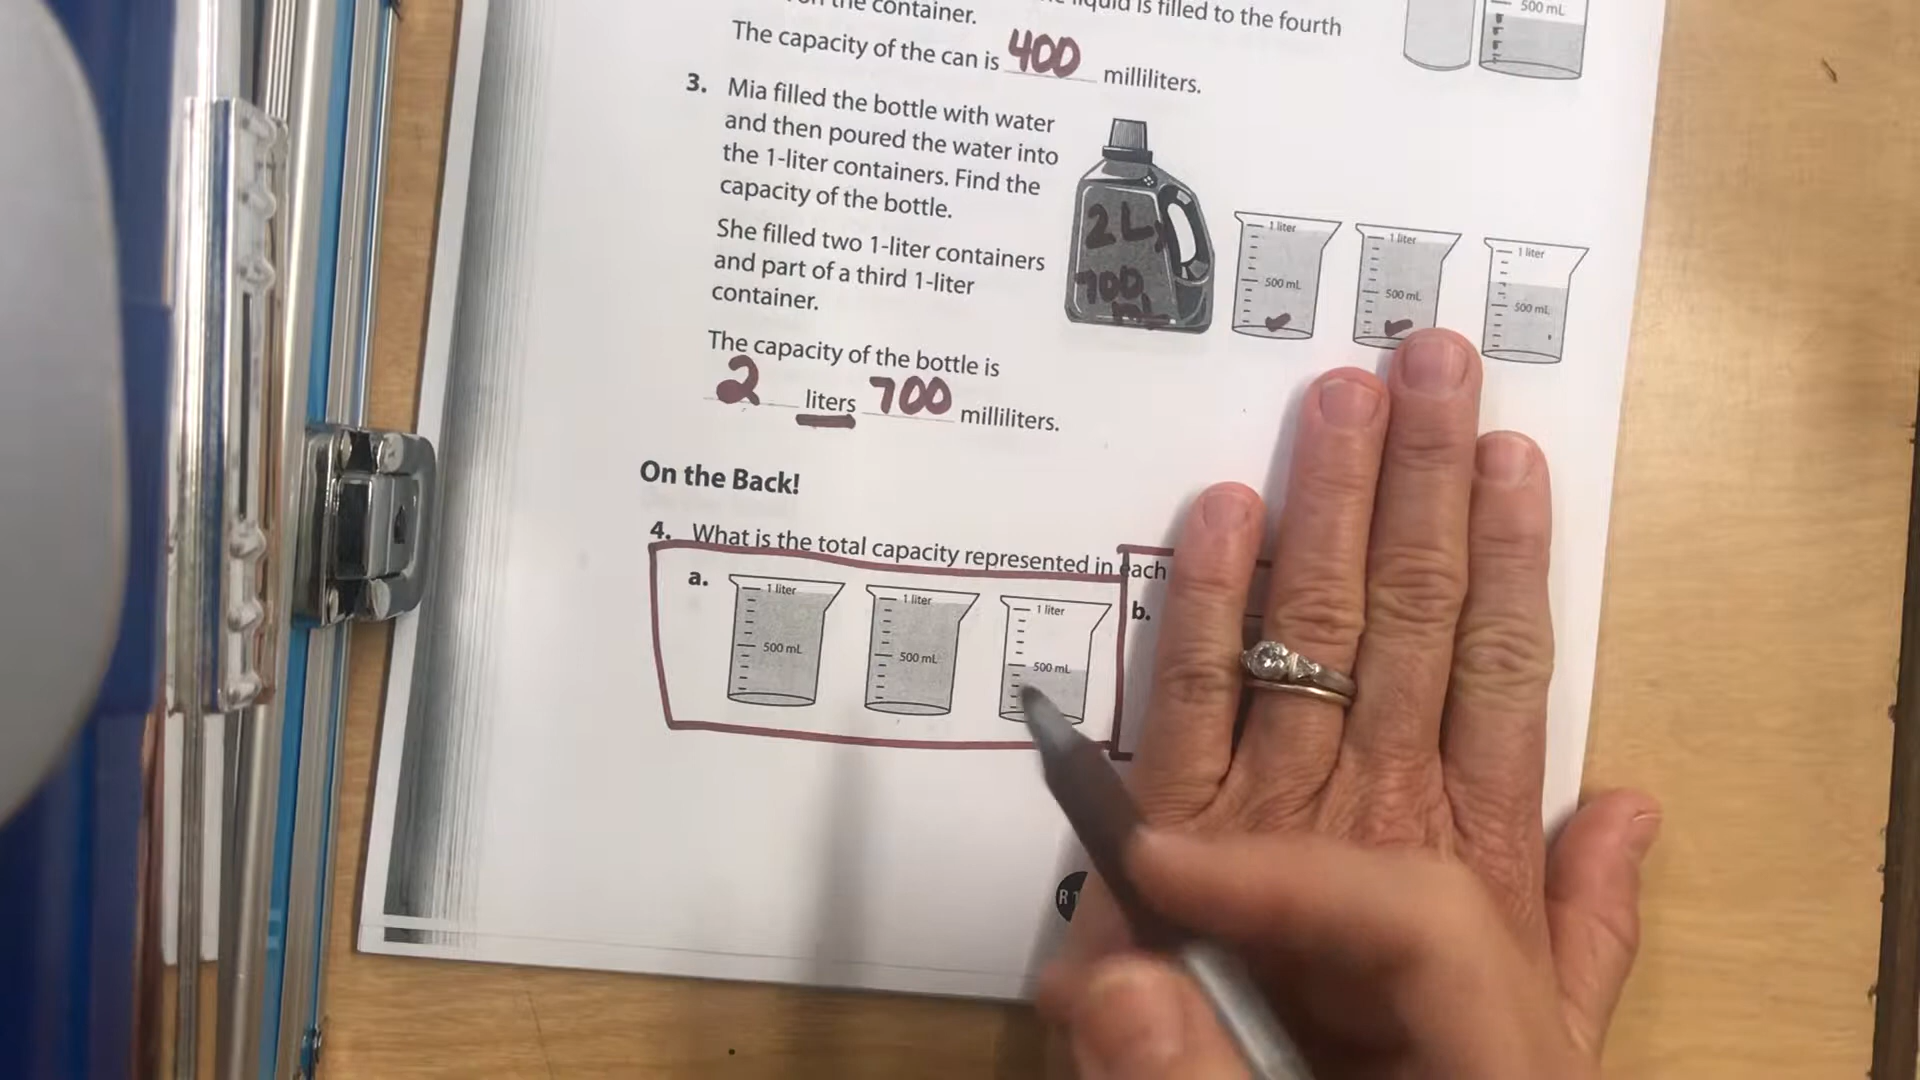 the container.
liquid is filled to the fourth
The capacity of the can is 400 milliliters.
500 mL
3. Mia filled the bottle with water
and then poured the water into
the 1-liter containers. Find the
capacity of the bottle.
She filled two 1-liter containers
and part of a third 1-liter
container.
The capacity of the bottle is
2 liters 700 milliliters.
2 L,
700
mL
1 liter
500 mL
1 liter
500 mL
1 liter
500 mL
On the Back!
4. What is the total capacity represented in each
a.
1 liter
500 mL
1 liter
500 mL
1 liter
500 mL
b.
R